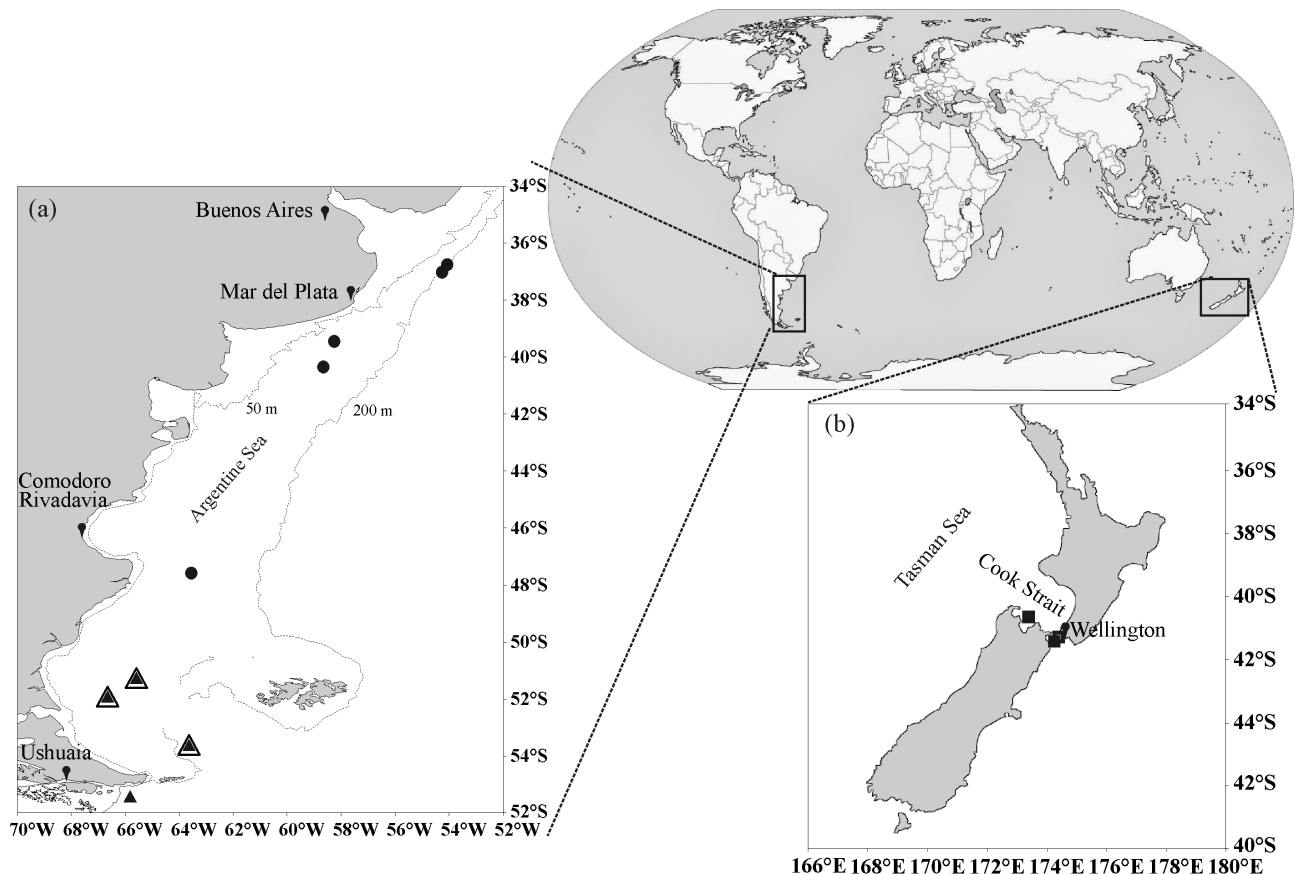 (a)
Buenos Aires
Mar del Plata
50 m
200 m
Argentine Sea
Comodoro
Rivadavia
Ushuaia
34°S
36°S
38°S
40°S
42°S
44°S
46°S
48°S
50°S
52°S
54°S
52°S
70°W 68°W 66°W 64°W 62°W 60°W 58°W 56°W 54°W 52°W
(b)
Tasman Sea
Cook Strait
Wellington
34°S
36°S
38°S
40°S
42°S
44°S
42°S
40°S
166°E 168°E 170°E 172°E 174°E 176°E 178°E 180°E